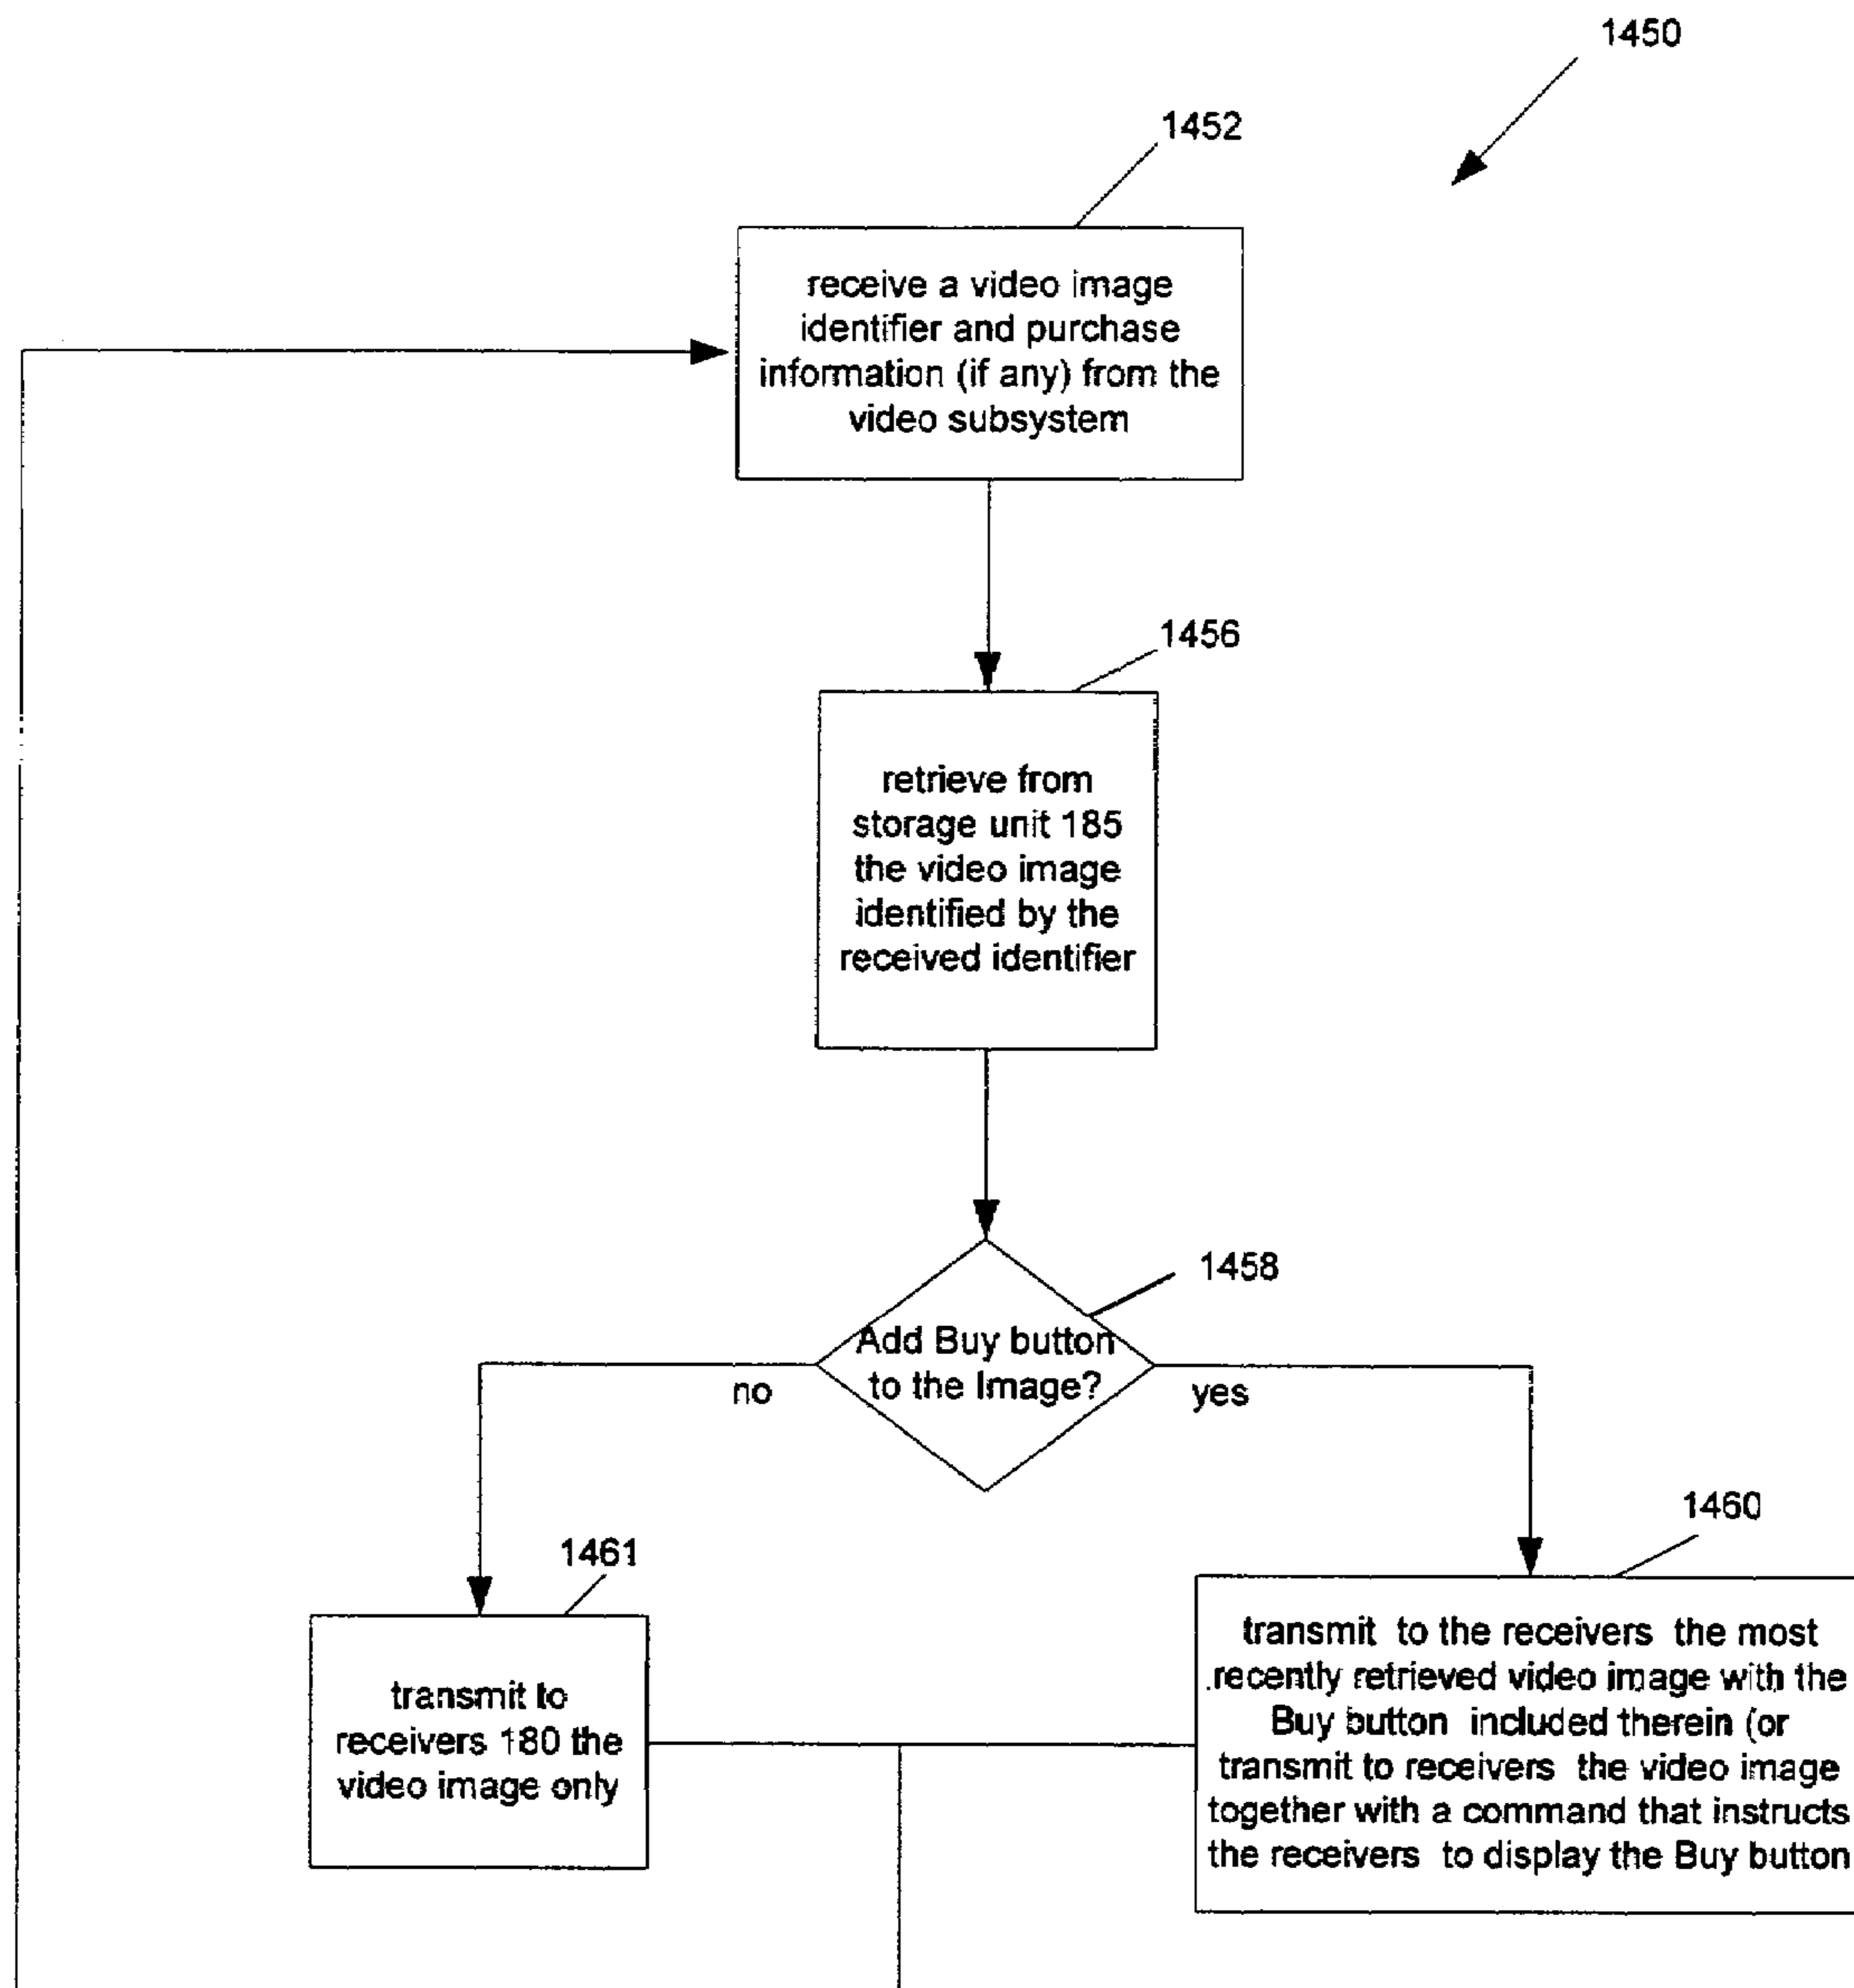 1450
1452
receive a video image
identifier and purchase
information (if any) from the
video subsystem
1456
retrieve from
storage unit 185
the video image
identified by the
received identifier
1458
Add Buy button
to the Image?
no
yes
1461
transmit to
receivers 180 the
video image only
1460
transmit to the receivers the most
recently retrieved video image with the
Buy button included therein (or
transmit to receivers the video image
together with a command that instructs
the receivers to display the Buy button